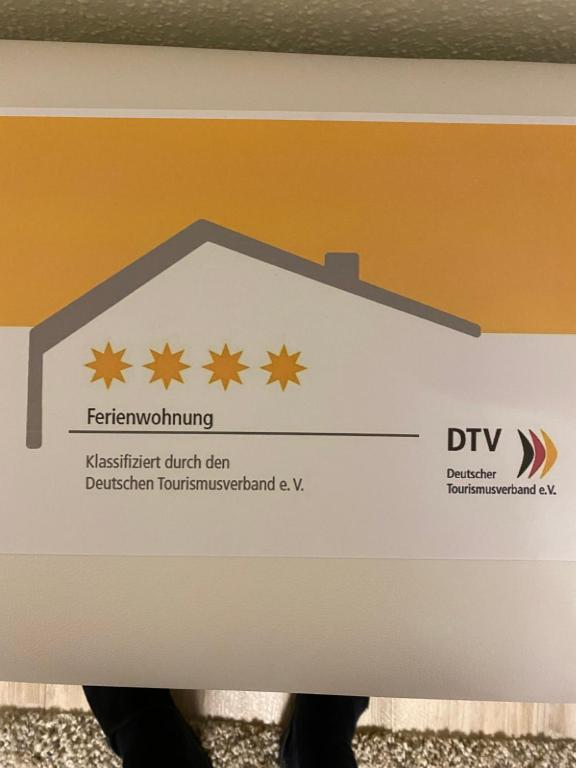 Ferienwohnung
Klassifiziert durch den
Deutschen Tourismusverband e. V.
DTV
Deutscher
Tourismusverband e.V.